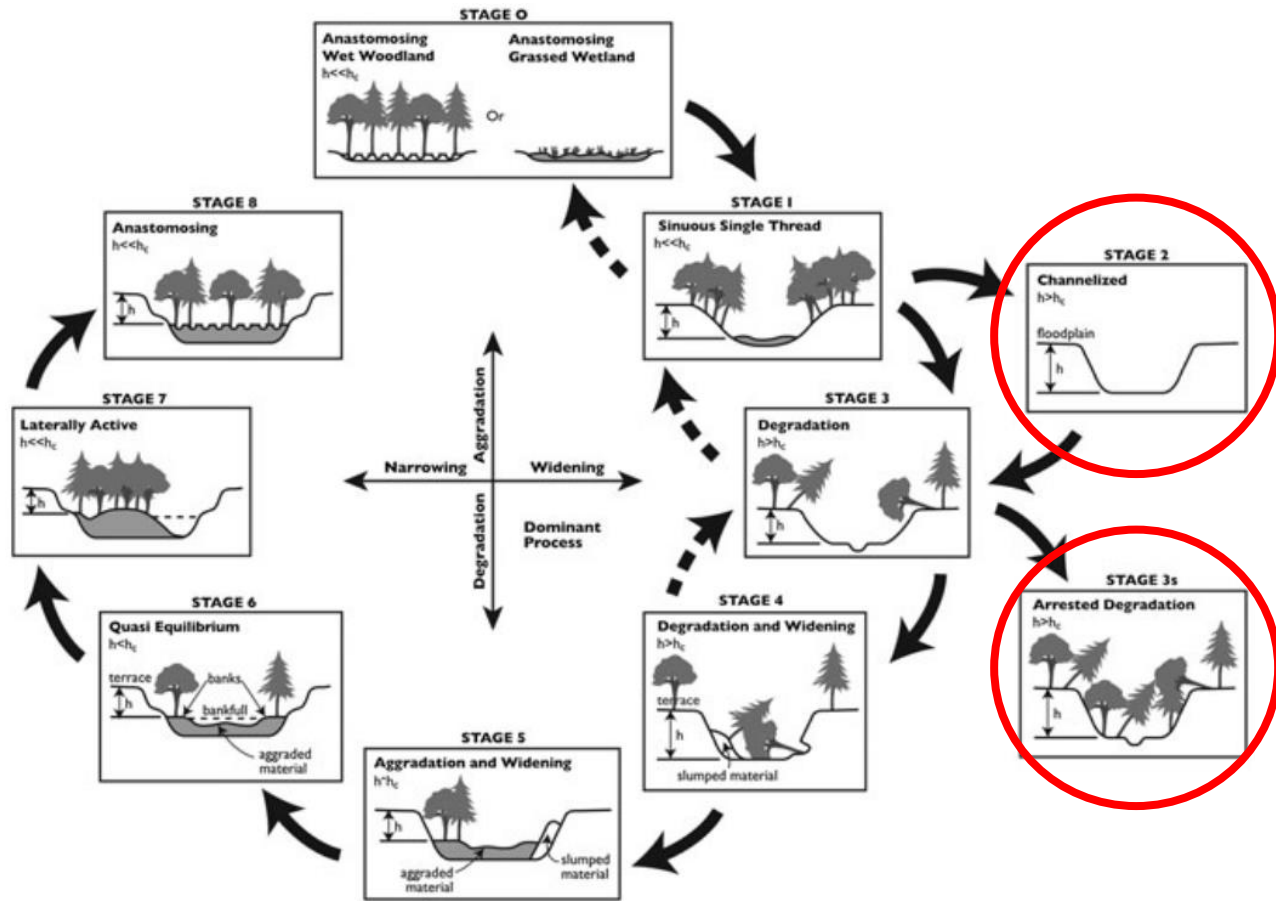 STAGE O
Anastomosing
Wet Woodland
h<<hc
Or
Anastomosing
Grassed Wetland
STAGE I
Sinuous Single Thread
h<<hc
h
STAGE 2
Channelized
h>hc
floodplain
h
STAGE 3
Degradation
h>hc
h
STAGE 3s
Arrested Degradation
h>hc
h
STAGE 4
Degradation and Widening
h>hc
terrace
h
slumped material
STAGE 5
Aggradation and Widening
h~hc
h
aggraded
material
slumped
material
STAGE 6
Quasi Equilibrium
h<hc
terrace
banks
h
bankfull
aggraded
material
STAGE 7
Laterally Active
h<<hc
h
STAGE 8
Anastomosing
h<<hc
h
Aggradation
Narrowing
Widening
Degradation
Dominant
Process